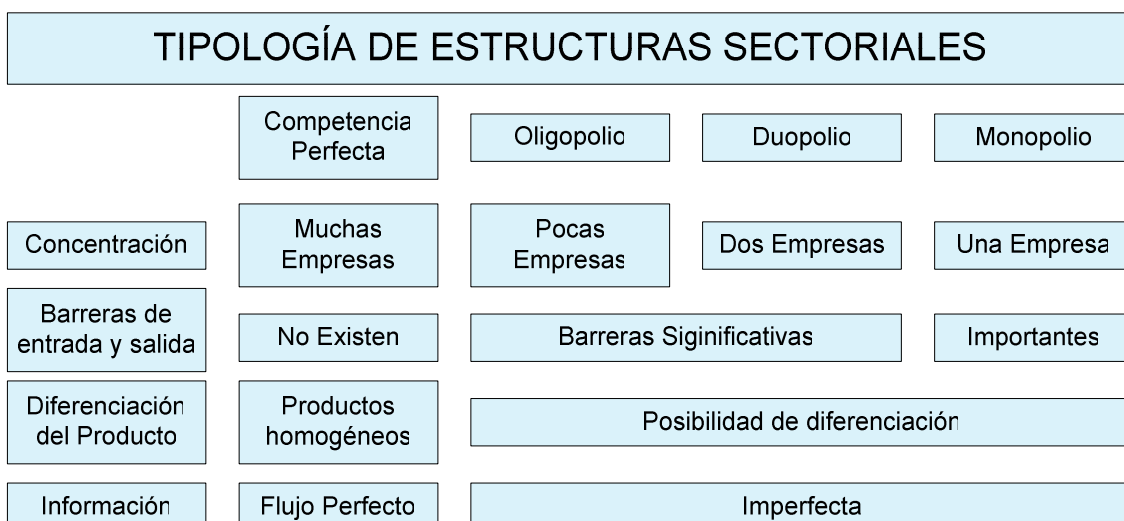 TIPOLOGÍA DE ESTRUCTURAS SECTORIALES
Competencia
Perfecta
Oligopolio
Duopolio
Monopolio
Concentración
Muchas
Empresas
Pocas
Empresas
Dos Empresas
Una Empresa
Barreras de
entrada y salida
No Existen
Barreras Siginificativas
Importantes
Diferenciación
del Producto
Productos
homogéneos
Posibilidad de diferenciación
Información
Flujo Perfecto
Imperfecta